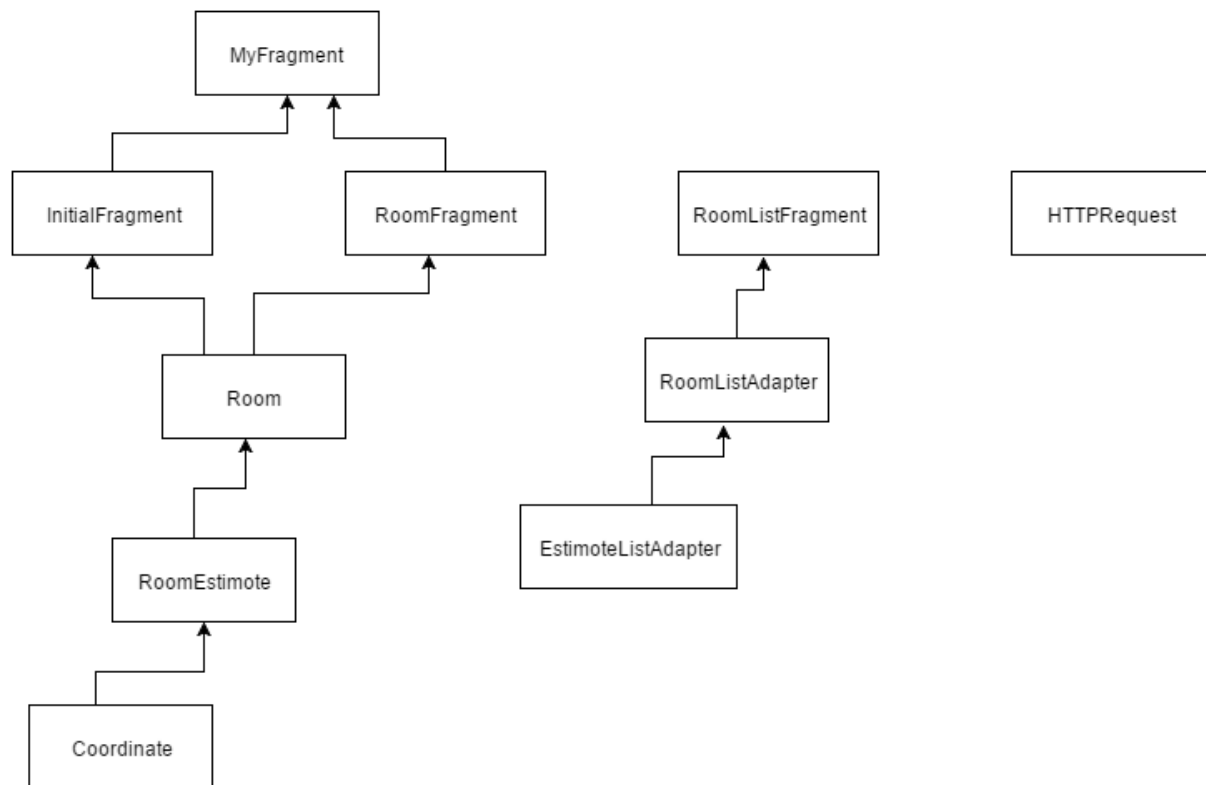 MyFragment
InitialFragment
RoomFragment
RoomListFragment
HTTPRequest
Room
RoomListAdapter
EstimoteListAdapter
RoomEstimote
Coordinate